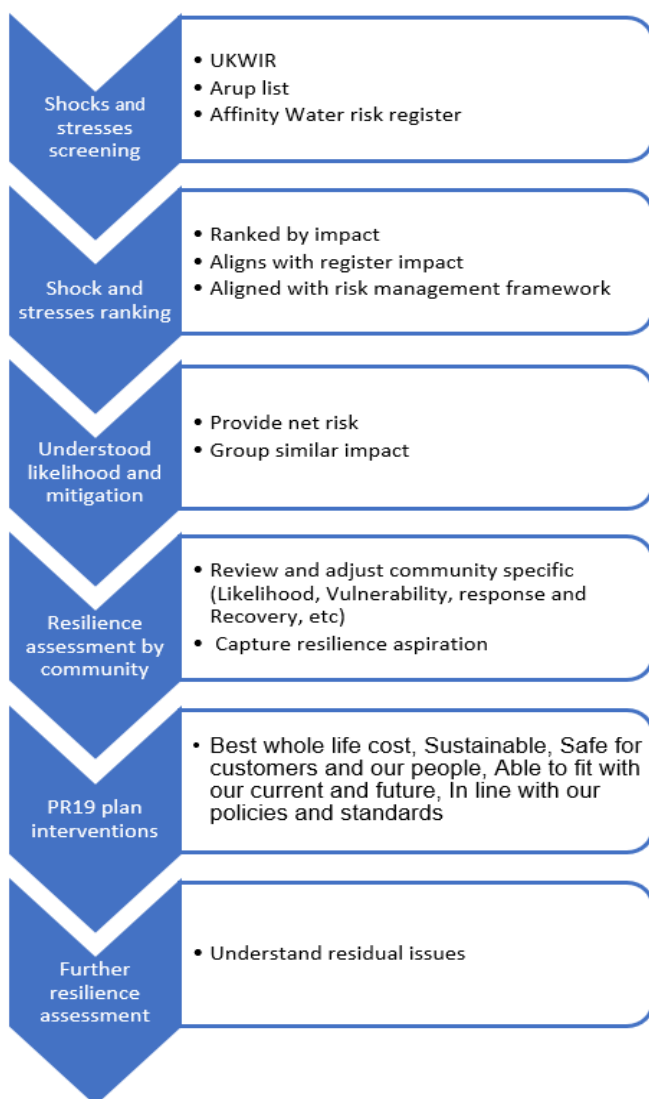 Shocks and
stresses
screening
• UKWIR
• Arup list
• Affinity Water risk register
Shock and
stresses ranking
• Ranked by impact
• Aligns with register impact
• Aligned with risk management framework
Understood
likelihood and
mitigation
• Provide net risk
• Group similar impact
Resilience
assessment by
community
• Review and adjust community specific
(Likelihood, Vulnerability, response and
Recovery, etc)
• Capture resilience aspiration
PR19 plan
interventions
• Best whole life cost, Sustainable, Safe for
customers and our people, Able to fit with
our current and future, In line with our
policies and standards
Further
resilience
assessment
• Understand residual issues